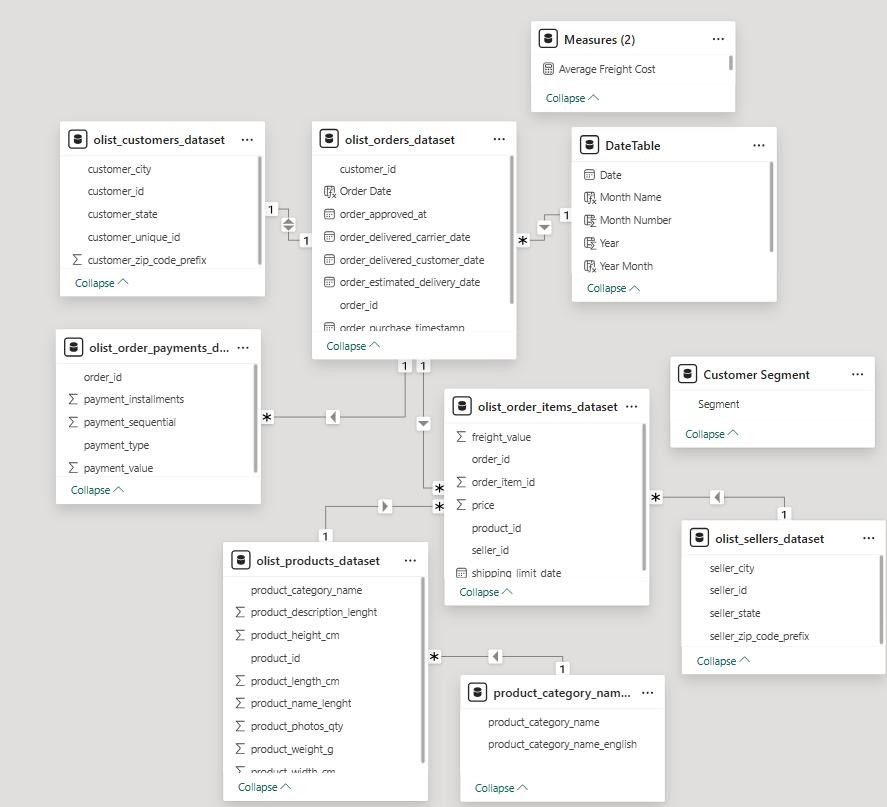 Measures (2)
Average Freight Cost
Collapse
olist_customers_dataset
customer_city
customer_id
customer_state
customer_unique_id
customer_zip_code_prefix
Collapse
olist_orders_dataset
customer_id
Order Date
order_approved_at
order_delivered_carrier_date
order_delivered_customer_date
order_estimated_delivery_date
order_id
order_purchase_timestamp
Collapse
DateTable
Date
Month Name
Month Number
Year
Year Month
Collapse
1
1
*
1
olist_order_payments_d...
order_id
payment_installments
payment_sequential
payment_type
payment_value
Collapse
1
1
*
Customer Segment
Segment
Collapse
olist_order_items_dataset
freight_value
order_id
order_item_id
price
product_id
seller_id
shipping_limit_date
Collapse
*
*
*
1
1
olist_sellers_dataset
seller_city
seller_id
seller_state
seller_zip_code_prefix
Collapse
olist_products_dataset
product_category_name
product_description_lenght
product_height_cm
product_id
product_length_cm
product_name_lenght
product_photos_qty
product_weight_g
product_width_cm
Collapse
*
1
product_category_nam...
product_category_name
product_category_name_english
Collapse